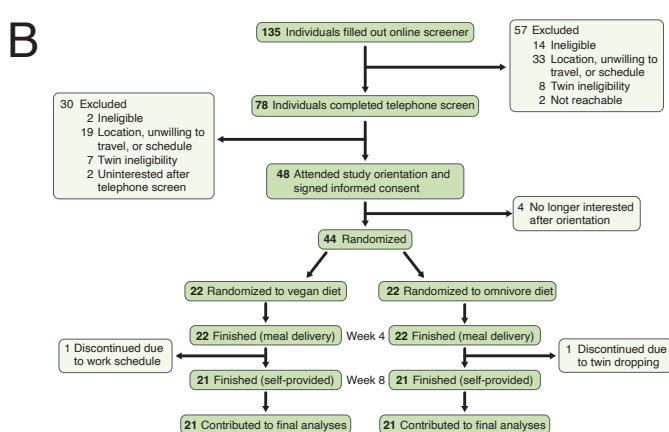 B
135 Individuals filled out online screener
57 Excluded
14 Ineligible
33 Location, unwilling to
travel, or schedule
8 Twin ineligibility
2 Not reachable
78 Individuals completed telephone screen
30 Excluded
2 Ineligible
19 Location, unwilling to
travel, or schedule
7 Twin ineligibility
2 Uninterested after
telephone screen
48 Attended study orientation and
signed informed consent
4 No longer interested
after orientation
44 Randomized
22 Randomized to vegan diet
22 Randomized to omnivore diet
22 Finished (meal delivery)
Week 4
22 Finished (meal delivery)
1 Discontinued due
to work schedule
1 Discontinued due
to twin dropping
21 Finished (self-provided)
Week 8
21 Finished (self-provided)
21 Contributed to final analyses
21 Contributed to final analyses